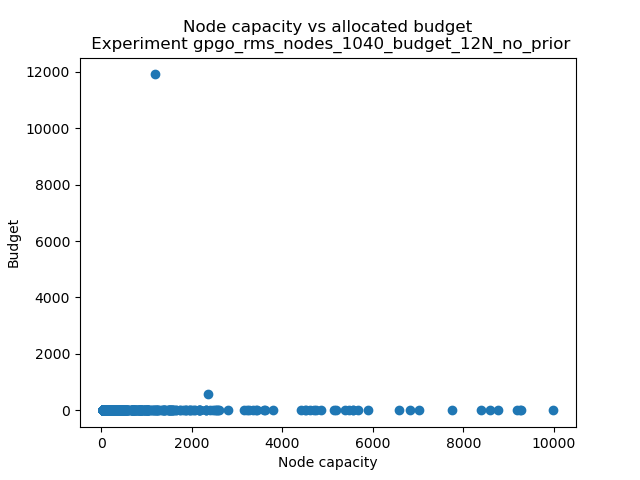 Node capacity vs allocated budget
Experiment gpgo_rms_nodes_1040_budget_12N_no_prior
12000
10000
8000
6000
4000
2000
0
Budget
0 2000 4000 6000 8000 10000
Node capacity